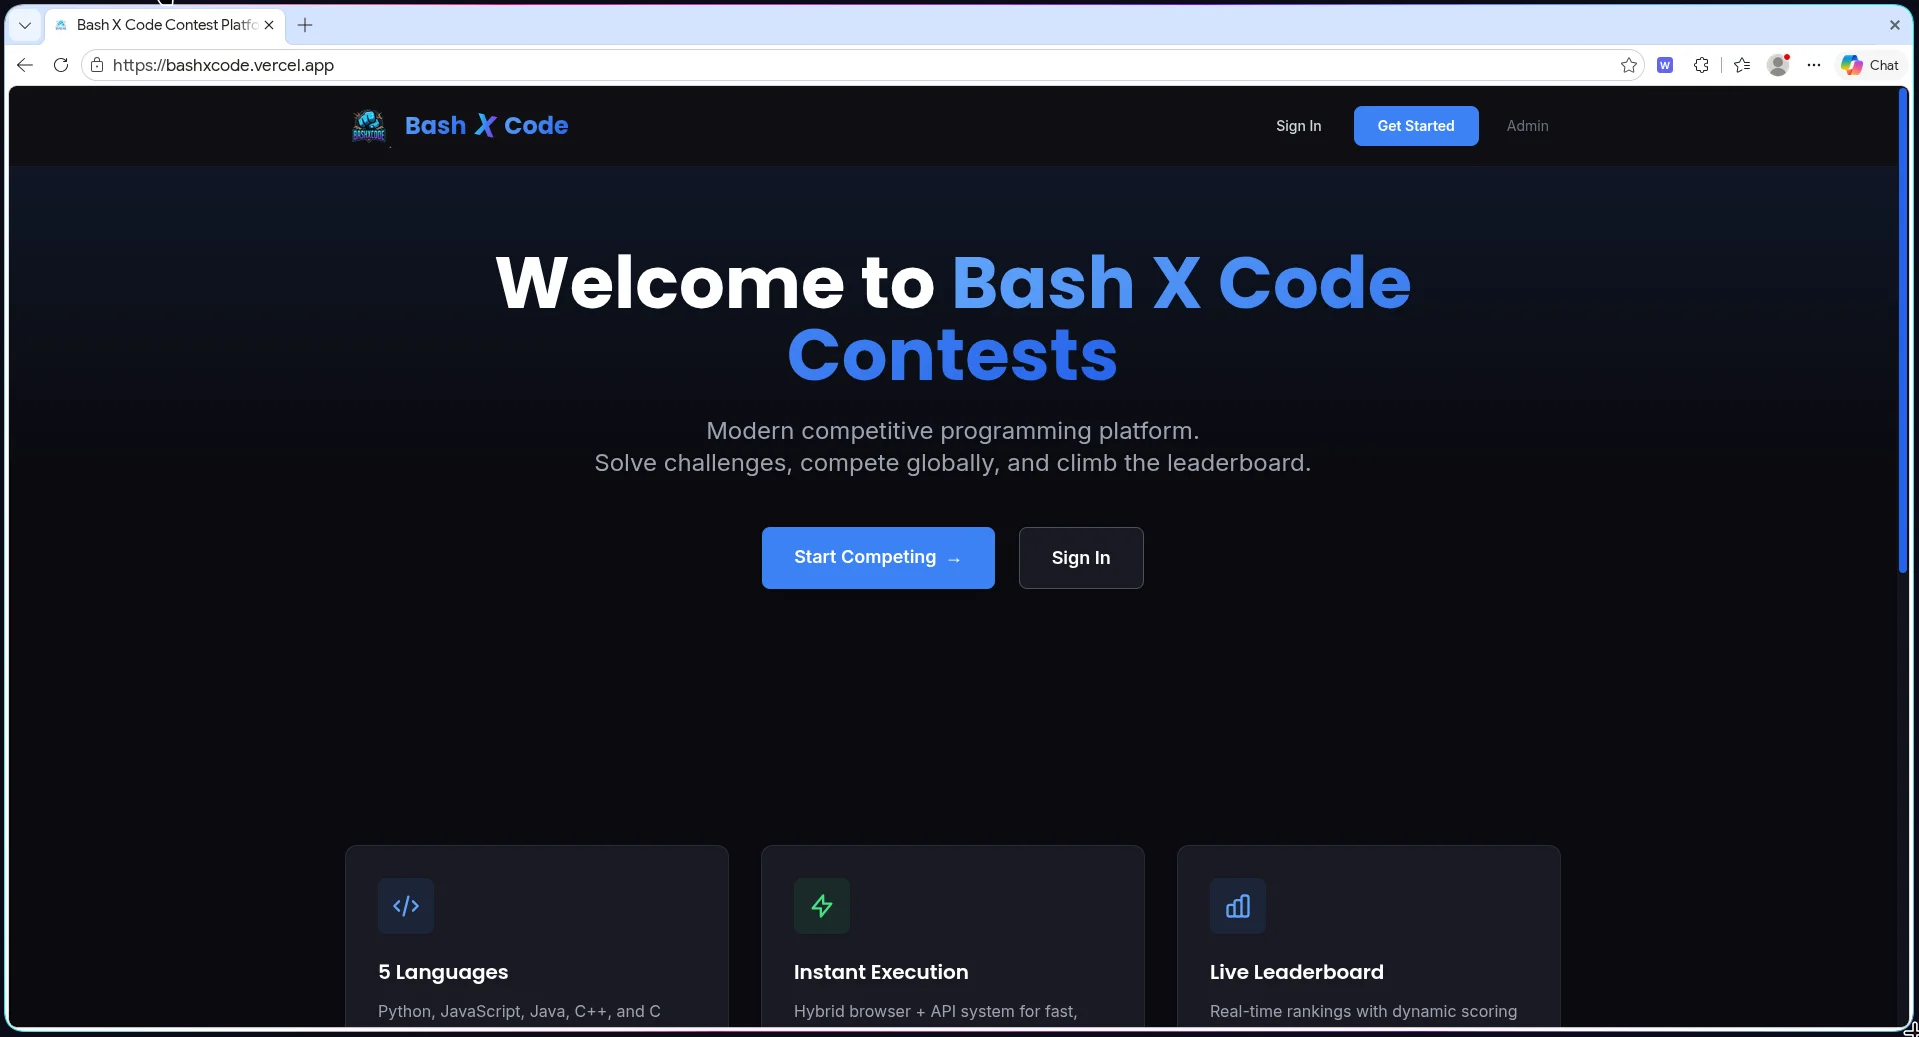 Bash X Code Contest Platfo
https://bashxcode.vercel.app
W
Chat
BASHXCODE
Bash X Code
Sign In
Get Started
Admin
Welcome to Bash X Code
Contests
Modern competitive programming platform.
Solve challenges, compete globally, and climb the leaderboard.
Start Competing →
Sign In
5 Languages
Python, JavaScript, Java, C++, and C
Instant Execution
Hybrid browser + API system for fast,
Live Leaderboard
Real-time rankings with dynamic scoring